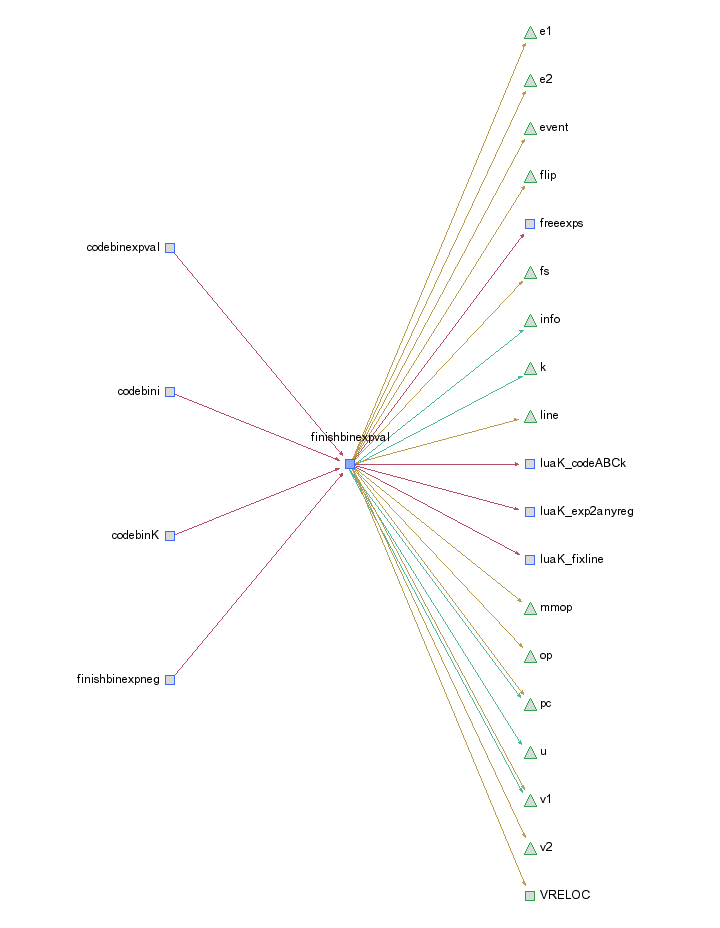 e1
e2
event
flip
freeexps
codebinexpval
fs
info
k
codebini
line
finishbinexpval
luaK_codeABCk
luaK_exp2anyreg
codebinK
luaK_fixline
mmop
op
finishbinexpneg
pc
u
v1
v2
VRELOC